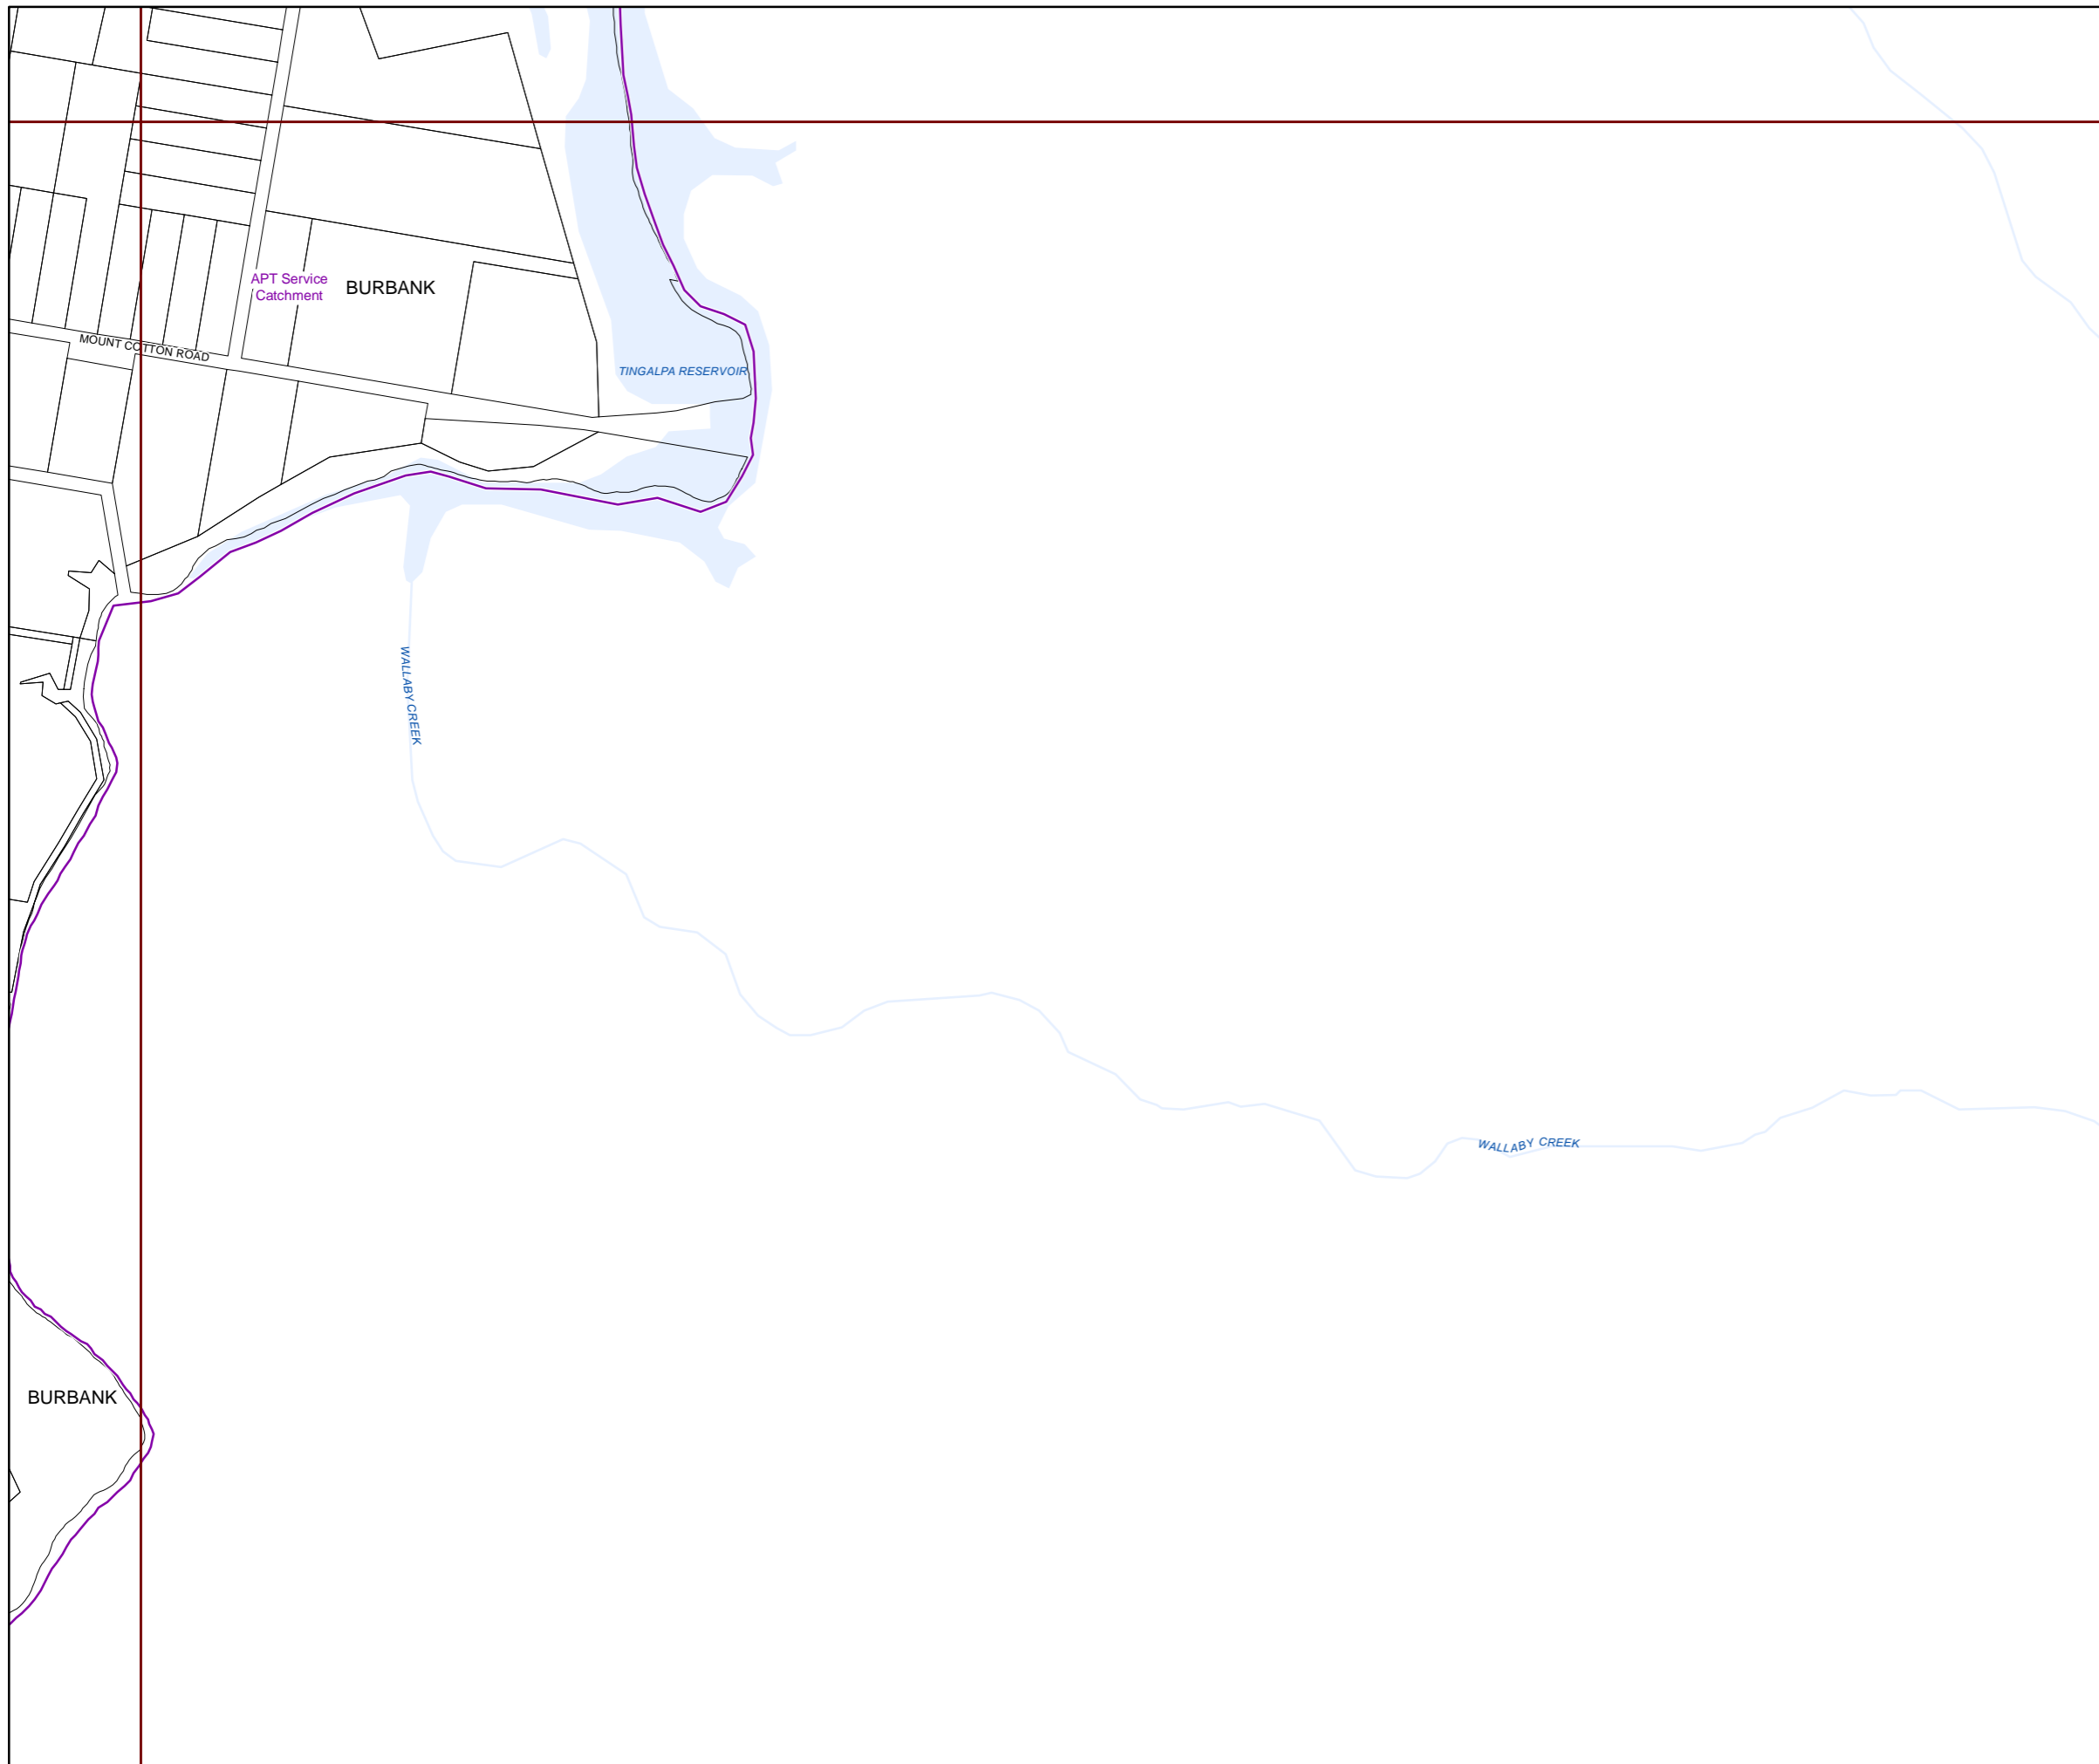 APT Service
Catchment
BURBANK
MOUNT COTTON ROAD
TINGALPA RESERVOIR
WALLABY CREEK
WALLABY CREEK
BURBANK